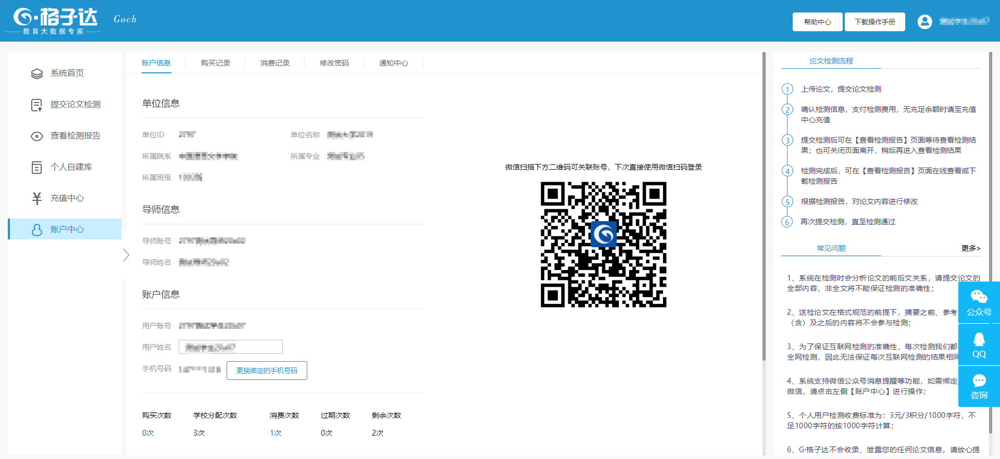 G·格子达
教育大数据专家
Goch
帮助中心
下载操作手册
系统首页
提交论文检测
查看检测报告
个人自建库
充值中心
账户中心
账户信息
购买记录
消费记录
修改密码
通知中心
单位信息
单位ID
单位名称
所属院系
所属专业
所属班级
导师信息
导师账号
导师姓名
账户信息
用户账号
用户姓名
手机号码
更换绑定的手机号码
购买次数 学校分配次数 消费次数 过期次数 剩余次数
0次 3次 1次 0次 2次
微信扫描下方二维码可关联账号，下次直接使用微信扫码登录
论文检测流程
1 上传论文，提交论文检测
2 确认检测信息，支付检测费用，无充足余额时请至充值
中心充值
3 提交检测后可在【查看检测报告】页面等待查看检测结
果；也可关闭页面离开，稍后再进入查看检测结果
4 检测完成后，可在【查看检测报告】页面在线查看或下
载检测报告
5 根据检测报告，对论文内容进行修改
6 再次提交检测，直至检测通过
常见问题
更多>
1、系统在检测时会分析论文的前后文关系，请提交论文的
全部内容，非全文将不能保证检测的准确性；
2、送检论文在格式规范的前提下，摘要之前、参考
（含）及之后的内容将不会参与检测；
3、为了保证互联网检测的准确性，每次检测我们都
全网检测，因此无法保证每次互联网检测的结果相同
4、系统支持微信公众号消息提醒等功能，如需绑定
微信，请点击左侧【账户中心】进行操作；
5、个人用户检测收费标准为：3元/3积分/1000字符，不
足1000字符的按1000字符计算；
6、G·格子达不会收录、泄露您的任何论文信息，请放心提
公众号
QQ
咨询